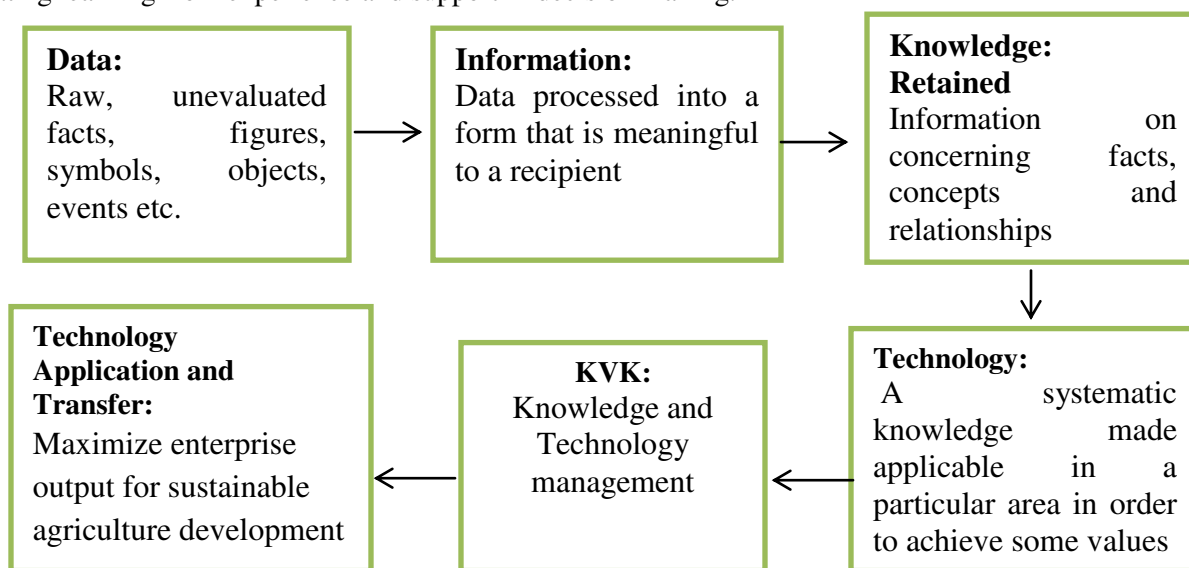 Data:
Raw, unevaluated
facts, figures,
symbols, objects,
events etc.
Information:
Data processed into a
form that is meaningful
to a recipient
Knowledge:
Retained
Information on
concerning facts,
concepts and
relationships
Technology
Application and
Transfer:
Maximize enterprise
output for sustainable
agriculture development
KVK:
Knowledge and
Technology
management
Technology:
A systematic
knowledge made
applicable in a
particular area in order
to achieve some values